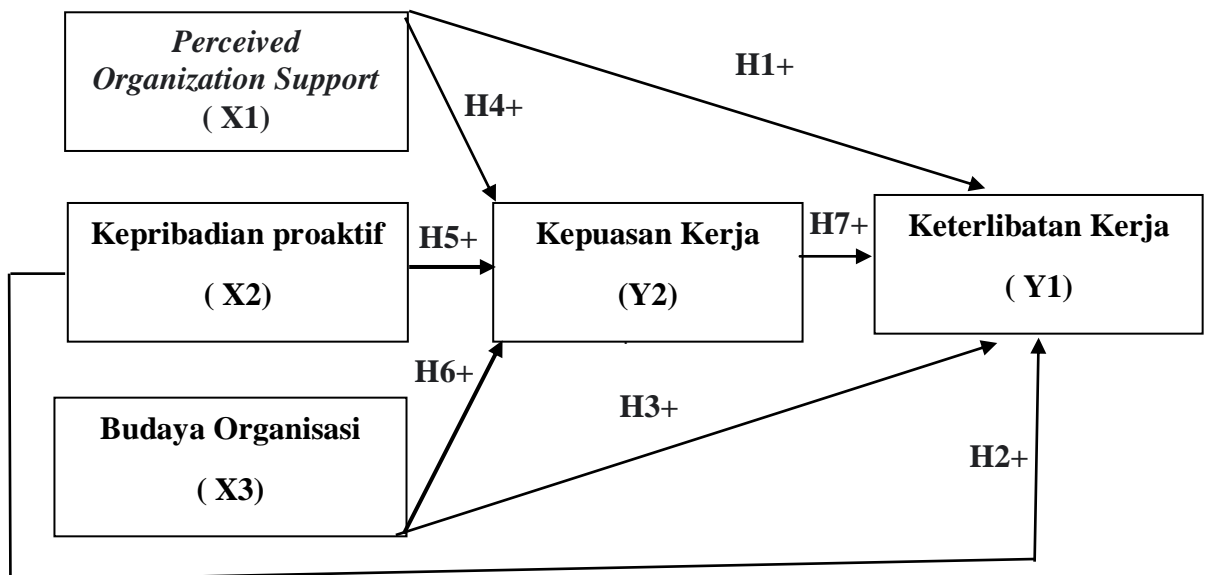 Perceived
Organization Support
( X1)
H1+
H4+
Kepribadian proaktif
( X2)
H5+
Kepuasan Kerja
(Y2)
H7+
Keterlibatan Kerja
( Y1)
H6+
Budaya Organisasi
( X3)
H3+
H2+